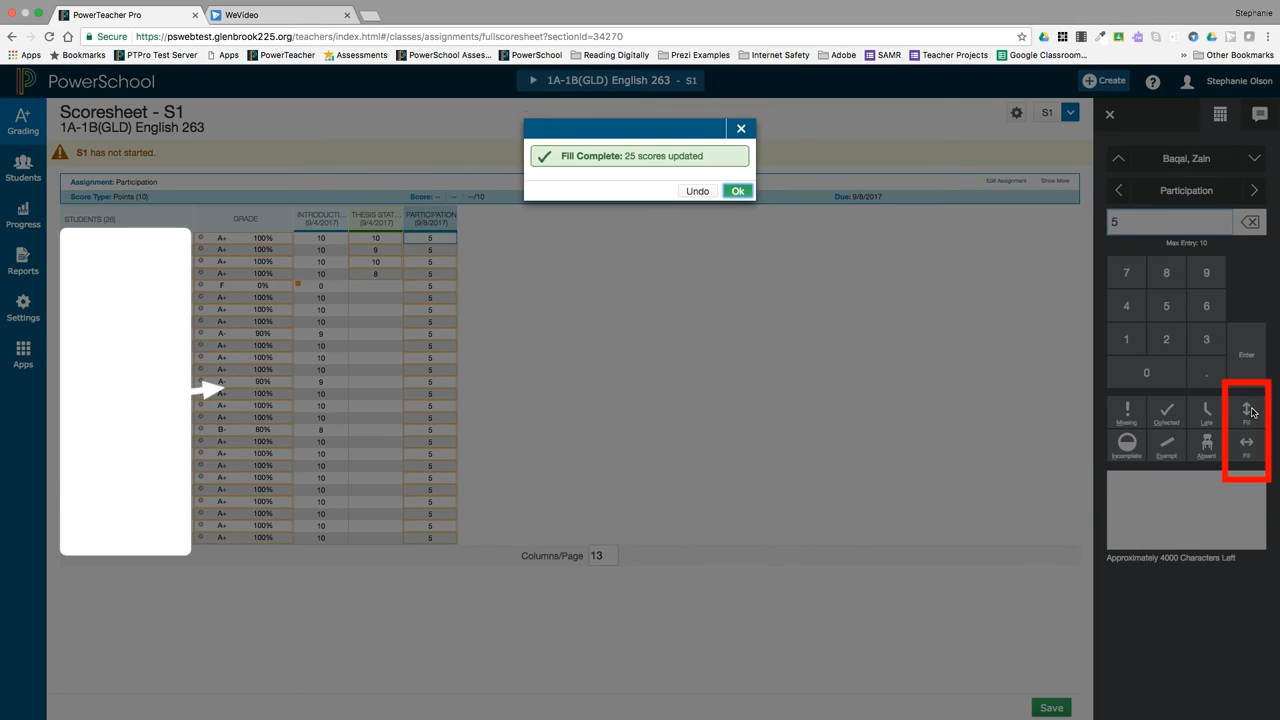 PowerTeacher Pro
WeVideo
Stephanie
Secure https://pswebtest.glenbrook225.org/teachers/index.html#/classes/assignments/fullscoresheet?sectionId=34270
Apps Bookmarks PTPro Test Server Apps PowerTeacher Assessments PowerSchool Asses... PowerSchool Reading Digitally Prezi Examples Internet Safety Adobe SAMR Teacher Projects Google Classroom... Other Bookmarks
PowerSchool
1A-1B(GLD) English 263 - S1
Create
Stephanie Olson
Grading
Students
Progress
Reports
Settings
Apps
Scoresheet - S1
1A-1B(GLD) English 263
S1
S1 has not started.
Fill Complete: 25 scores updated
Undo Ok
Assignment: Participation
Edit Assignment Show More
Score Type: Points (10) Score: -- -- --/10 Due: 9/8/2017
STUDENTS (26) GRADE INTRODUCTI... (9/4/2017) THESIS STAT... (9/4/2017) PARTICIPATION (9/8/2017)
A+ 100% 10 10 5
A+ 100% 10 9 5
A+ 100% 10 10 5
A+ 100% 10 8 5
F 0% 0 5
A+ 100% 10 5
A+ 100% 10 5
A+ 100% 10 5
A- 90% 9 5
A+ 100% 10 5
A+ 100% 10 5
A+ 100% 10 5
A- 90% 9 5
A+ 100% 10 5
A+ 100% 10 5
A+ 100% 10 5
B- 80% 8 5
A+ 100% 10 5
A+ 100% 10 5
A+ 100% 10 5
A+ 100% 10 5
A+ 100% 10 5
A+ 100% 10 5
A+ 100% 10 5
A+ 100% 10 5
A+ 100% 10 5
Columns/Page 13
Save
Baqai, Zain
Participation
5
Max Entry: 10
7 8 9
4 5 6
1 2 3
Enter
0 .
Missing Collected Late Fill
Incomplete Exempt Absent Fill
Approximately 4000 Characters Left